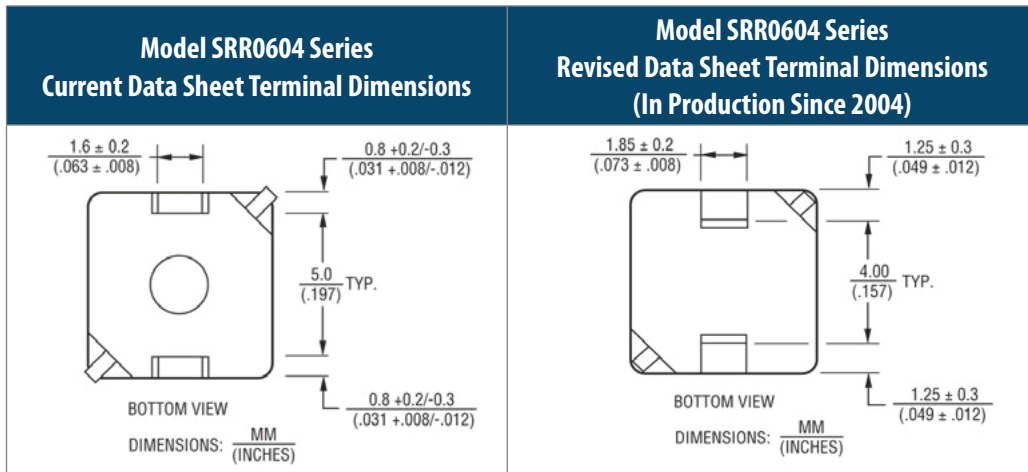 Model SRR0604 Series
Current Data Sheet Terminal Dimensions
Model SRR0604 Series
Revised Data Sheet Terminal Dimensions
(In Production Since 2004)
1.6 ± 0.2
(.063 ± .008)
0.8 +0.2/-0.3
(.031 +.008/-.012)
5.0
(.197)
TYP.
0.8 +0.2/-0.3
(.031 +.008/-.012)
BOTTOM VIEW
DIMENSIONS: MM
(INCHES)
1.85 ± 0.2
(.073 ± .008)
1.25 ± 0.3
(.049 ± .012)
4.00
(.157)
TYP.
1.25 ± 0.3
(.049 ± .012)
BOTTOM VIEW
DIMENSIONS: MM
(INCHES)